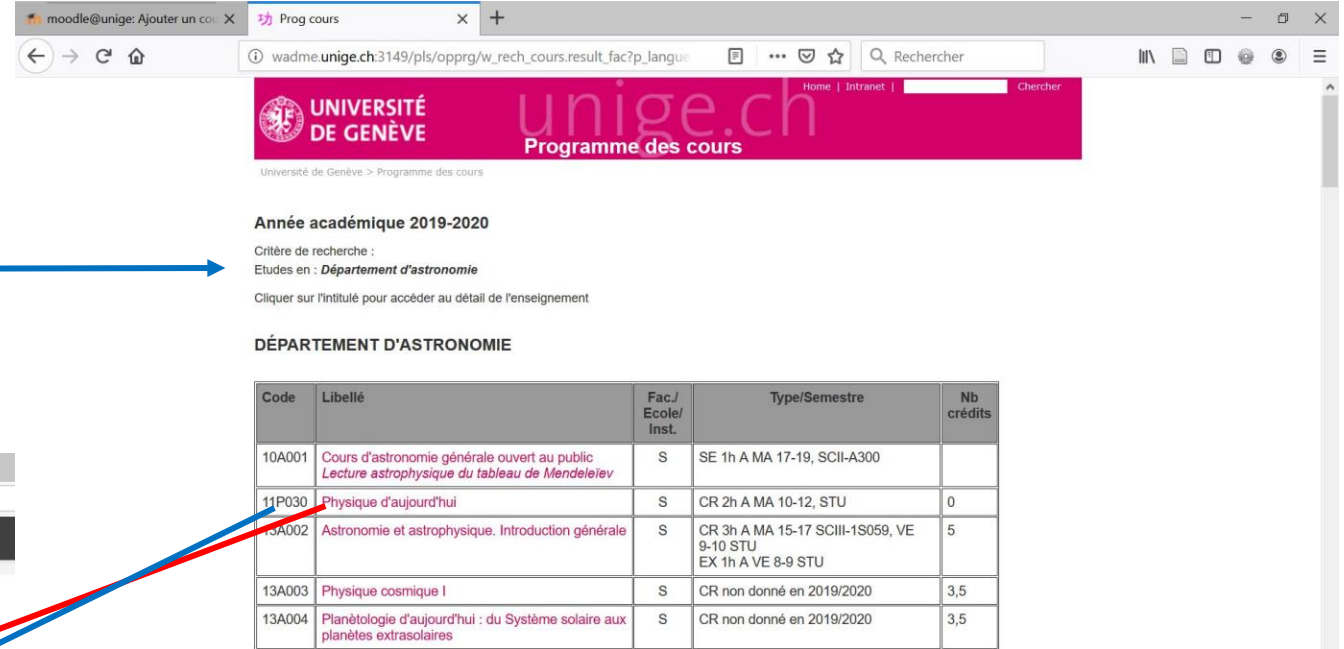 moodle@unige: Ajouter un cou
Prog cours
wadme.unige.ch:3149/pls/opprg/w_rech_cours.result_fac?p_langue
Rechercher
unige.ch
Home | Intranet |
Chercher
UNIVERSITÉ
DE GENÈVE
Programme des cours
Université de Genève > Programme des cours
Année académique 2019-2020
Critère de recherche :
Etudes en : Département d'astronomie
Cliquer sur l'intitulé pour accéder au détail de l'enseignement
DÉPARTEMENT D'ASTRONOMIE
Code Libellé Fac./ Type/Semestre Nb
Ecole/ crédits
Inst.
10A001 Cours d'astronomie générale ouvert au public S SE 1h A MA 17-19, SCII-A300
Lecture astrophysique du tableau de Mendeleïev
11P030 Physique d'aujourd'hui S CR 2h A MA 10-12, STU 0
13A002 Astronomie et astrophysique. Introduction générale S CR 3h A MA 15-17 SCIII-1S059, VE 5
9-10 STU
EX 1h A VE 8-9 STU
13A003 Physique cosmique I S CR non donné en 2019/2020 3,5
13A004 Planètologie d'aujourd'hui : du Système solaire aux S CR non donné en 2019/2020 3,5
planètes extrasolaires